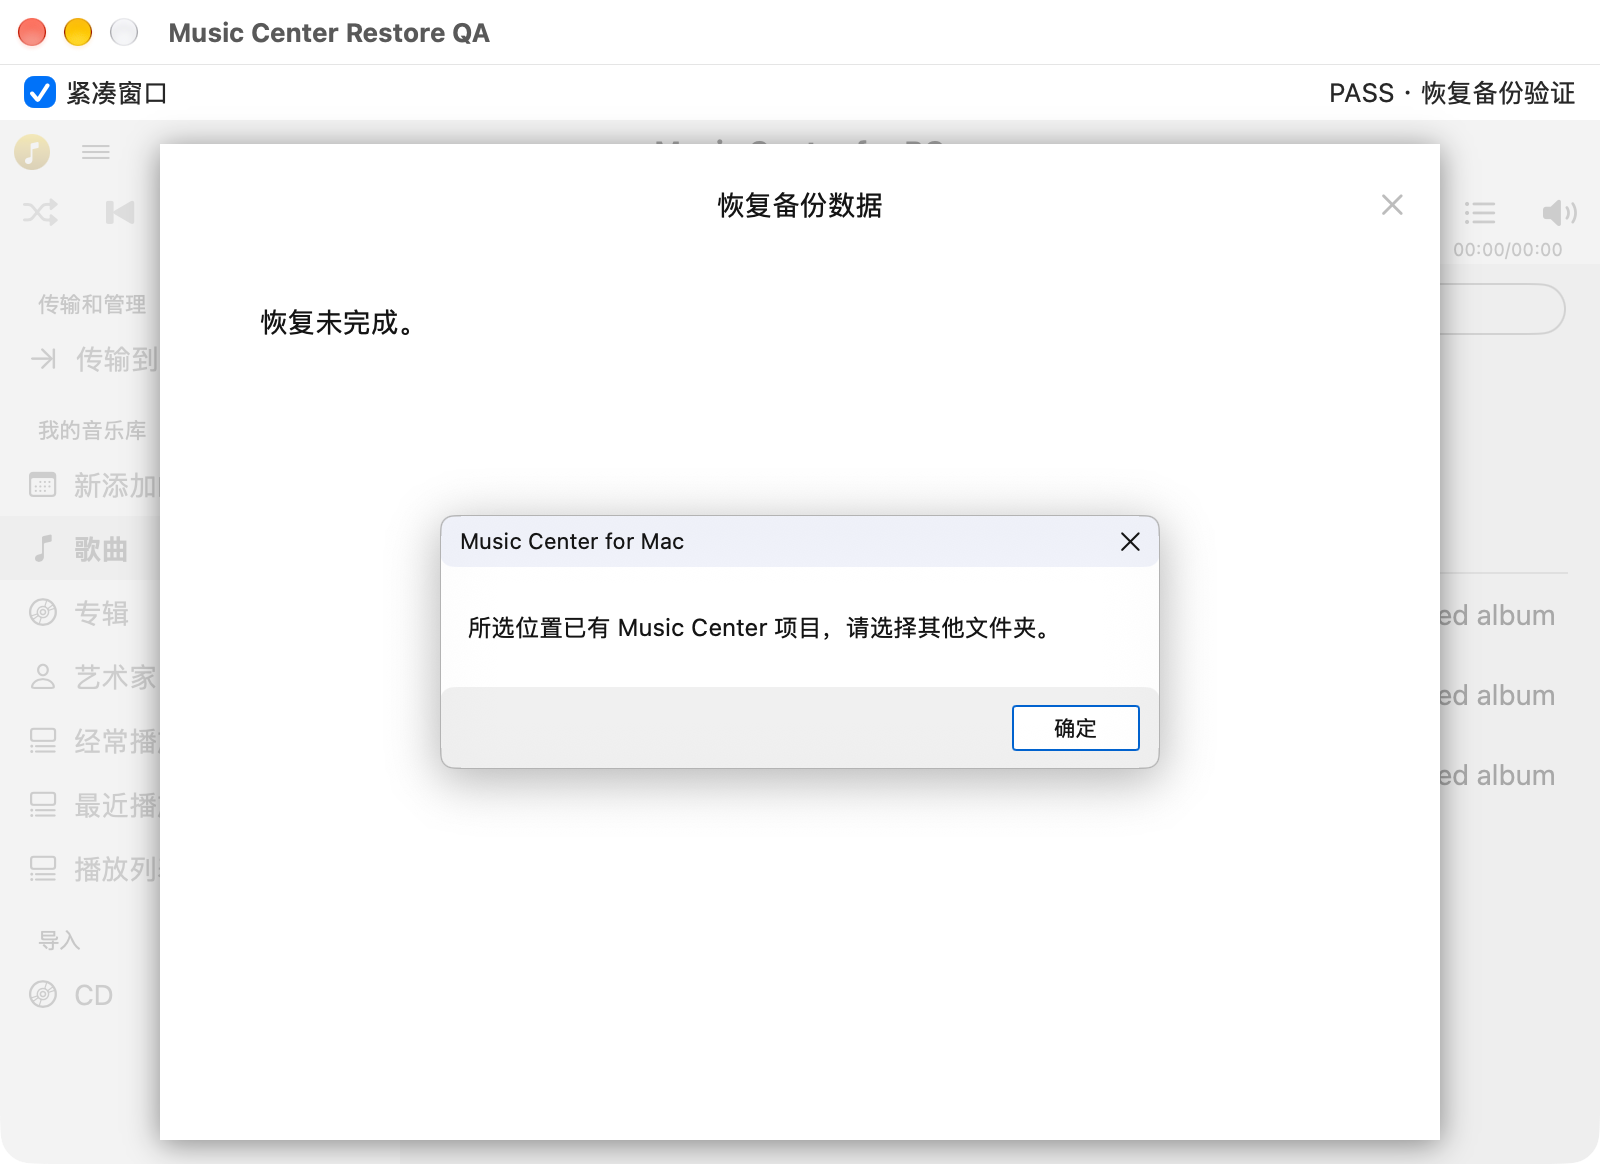 Music Center Restore QA
紧凑窗口
PASS · 恢复备份验证
恢复备份数据
00:00/00:00
传输和管理
恢复未完成。
传输到
我的音乐库
新添加
歌曲
Music Center for Mac
专辑
ed album
所选位置已有 Music Center 项目，请选择其他文件夹。
艺术家
ed album
确定
经常播
ed album
最近播
播放列
导入
CD